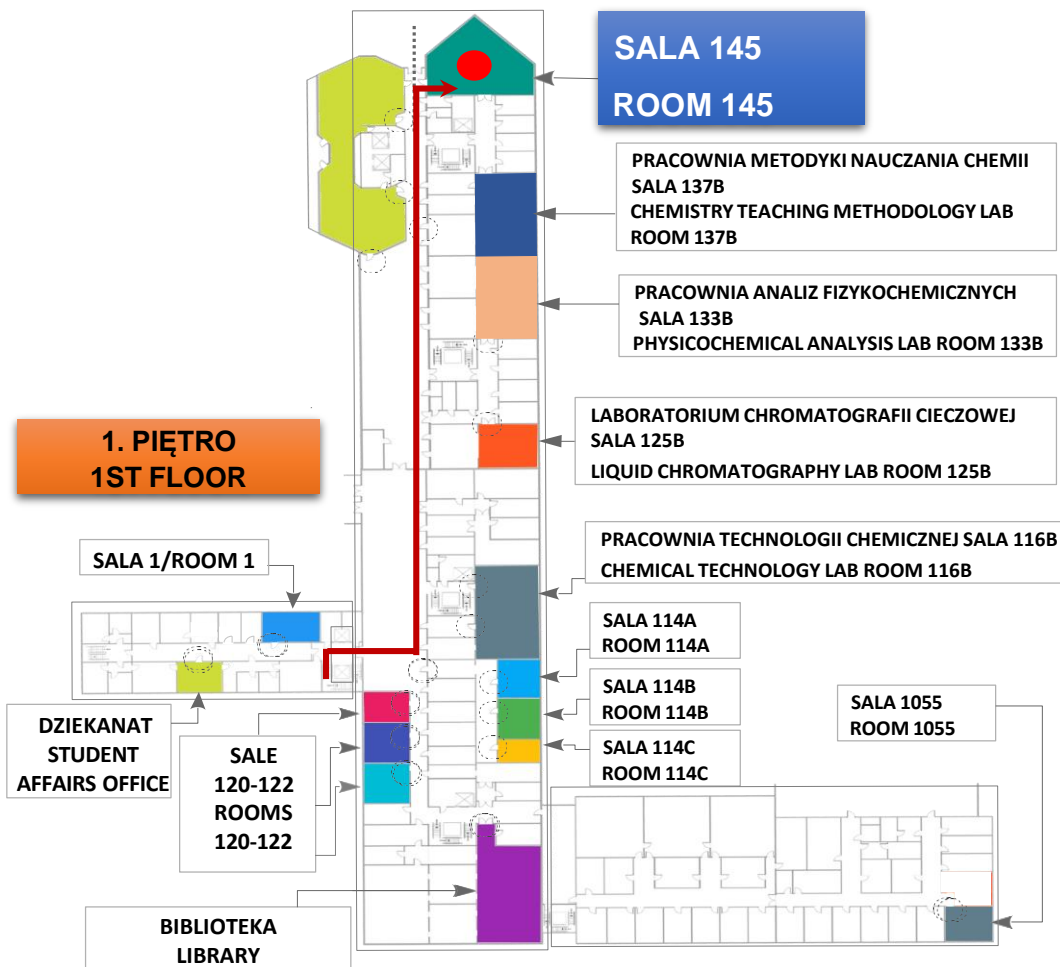 SALA 145
ROOM 145
PRACOWNIA METODYKI NAUCZANIA CHEMII
SALA 137B
CHEMISTRY TEACHING METHODOLOGY LAB
ROOM 137B
PRACOWNIA ANALIZ FIZYKOCHEMICZNYCH
SALA 133B
PHYSICOCHEMICAL ANALYSIS LAB ROOM 133B
1. PIĘTRO
1ST FLOOR
LABORATORIUM CHROMATOGRAFII CIECZOWEJ
SALA 125B
LIQUID CHROMATOGRAPHY LAB ROOM 125B
PRACOWNIA TECHNOLOGII CHEMICZNEJ SALA 116B
CHEMICAL TECHNOLOGY LAB ROOM 116B
SALA 1/ROOM 1
SALA 114A
ROOM 114A
SALA 114B
ROOM 114B
SALA 114C
ROOM 114C
SALA 1055
ROOM 1055
DZIEKANAT
STUDENT
AFFAIRS OFFICE
SALE
120-122
ROOMS
120-122
BIBLIOTEKA
LIBRARY